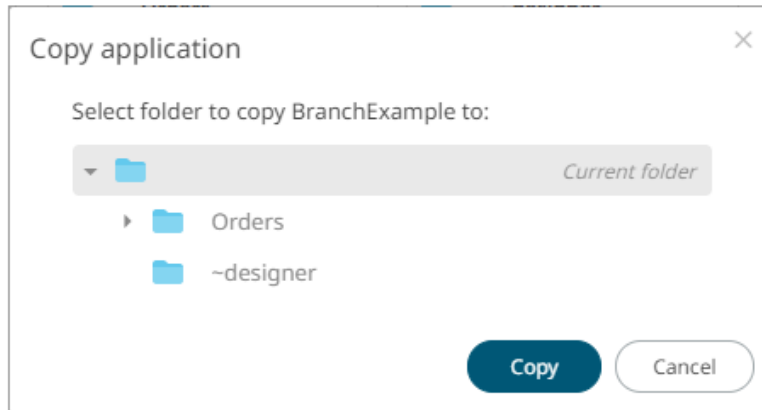 Copy application
Select folder to copy BranchExample to:
Current folder
Orders
~designer
Copy Cancel